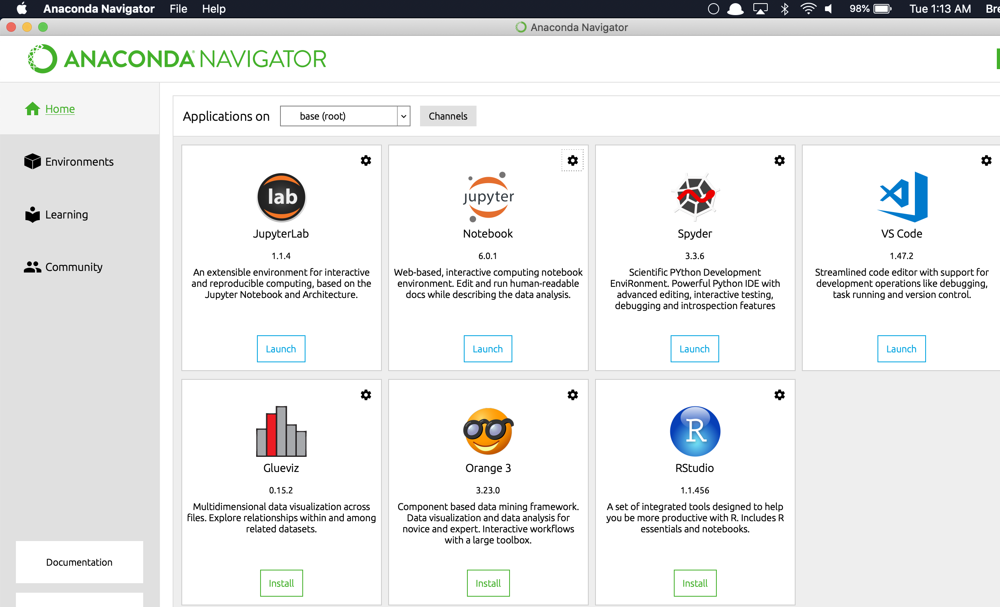 Anaconda Navigator File Help 98% Tue 1:13 AM Bre
Anaconda Navigator
ANACONDA® NAVIGATOR
Home
Environments
Learning
Community
Documentation
Applications on base (root) Channels
lab
JupyterLab
1.1.4
An extensible environment for interactive
and reproducible computing, based on the
Jupyter Notebook and Architecture.
Launch
jupyter
Notebook
6.0.1
Web-based, interactive computing notebook
environment. Edit and run human-readable
docs while describing the data analysis.
Launch
Spyder
3.3.6
Scientific PYthon Development
EnviRonment. Powerful Python IDE with
advanced editing, interactive testing,
debugging and introspection features
Launch
VS Code
1.47.2
Streamlined code editor with support for
development operations like debugging,
task running and version control.
Launch
Glueviz
0.15.2
Multidimensional data visualization across
files. Explore relationships within and among
related datasets.
Install
Orange 3
3.23.0
Component based data mining framework.
Data visualization and data analysis for
novice and expert. Interactive workflows
with a large toolbox.
Install
R
RStudio
1.1.456
A set of integrated tools designed to help
you be more productive with R. Includes R
essentials and notebooks.
Install